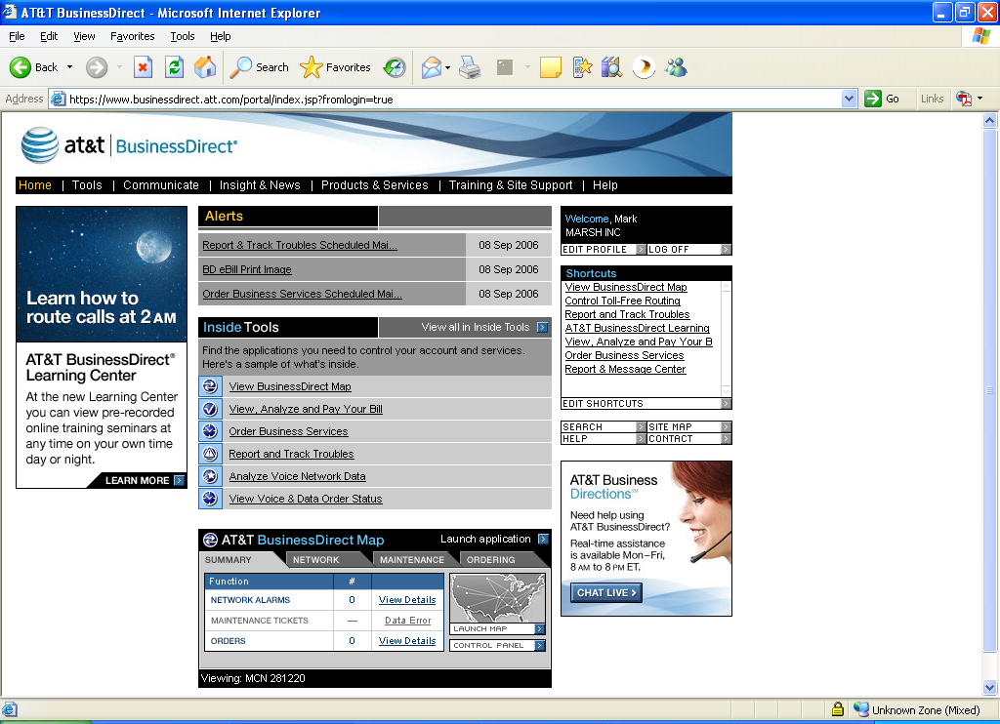 AT&T BusinessDirect - Microsoft Internet Explorer
File Edit View Favorites Tools Help
Back Search Favorites
Address https://www.businessdirect.att.com/portal/index.jsp?fromlogin=true Go Links
at&t BusinessDirect®
Home | Tools | Communicate | Insight & News | Products & Services | Training & Site Support | Help
Learn how to
route calls at 2 AM
AT&T BusinessDirect®
Learning Center
At the new Learning Center
you can view pre-recorded
online training seminars at
any time on your own time
day or night.
LEARN MORE
Alerts
Report & Track Troubles Scheduled Mai... 08 Sep 2006
BD eBill Print Image 08 Sep 2006
Order Business Services Scheduled Mai... 08 Sep 2006
Inside Tools View all in Inside Tools
Find the applications you need to control your account and services.
Here's a sample of what's inside.
View BusinessDirect Map
View, Analyze and Pay Your Bill
Order Business Services
Report and Track Troubles
Analyze Voice Network Data
View Voice & Data Order Status
AT&T BusinessDirect Map Launch application
SUMMARY NETWORK MAINTENANCE ORDERING
Function #
NETWORK ALARMS 0 View Details
MAINTENANCE TICKETS — Data Error
ORDERS 0 View Details
LAUNCH MAP
CONTROL PANEL
Viewing: MCN 281220
Welcome, Mark
MARSH INC
EDIT PROFILE LOG OFF
Shortcuts
View BusinessDirect Map
Control Toll-Free Routing
Report and Track Troubles
AT&T BusinessDirect Learning
View, Analyze and Pay Your B
Order Business Services
Report & Message Center
EDIT SHORTCUTS
SEARCH SITE MAP
HELP CONTACT
AT&T Business
Directions℠
Need help using
AT&T BusinessDirect?
Real-time assistance
is available Mon–Fri,
8 AM to 8 PM ET.
CHAT LIVE >
Unknown Zone (Mixed)